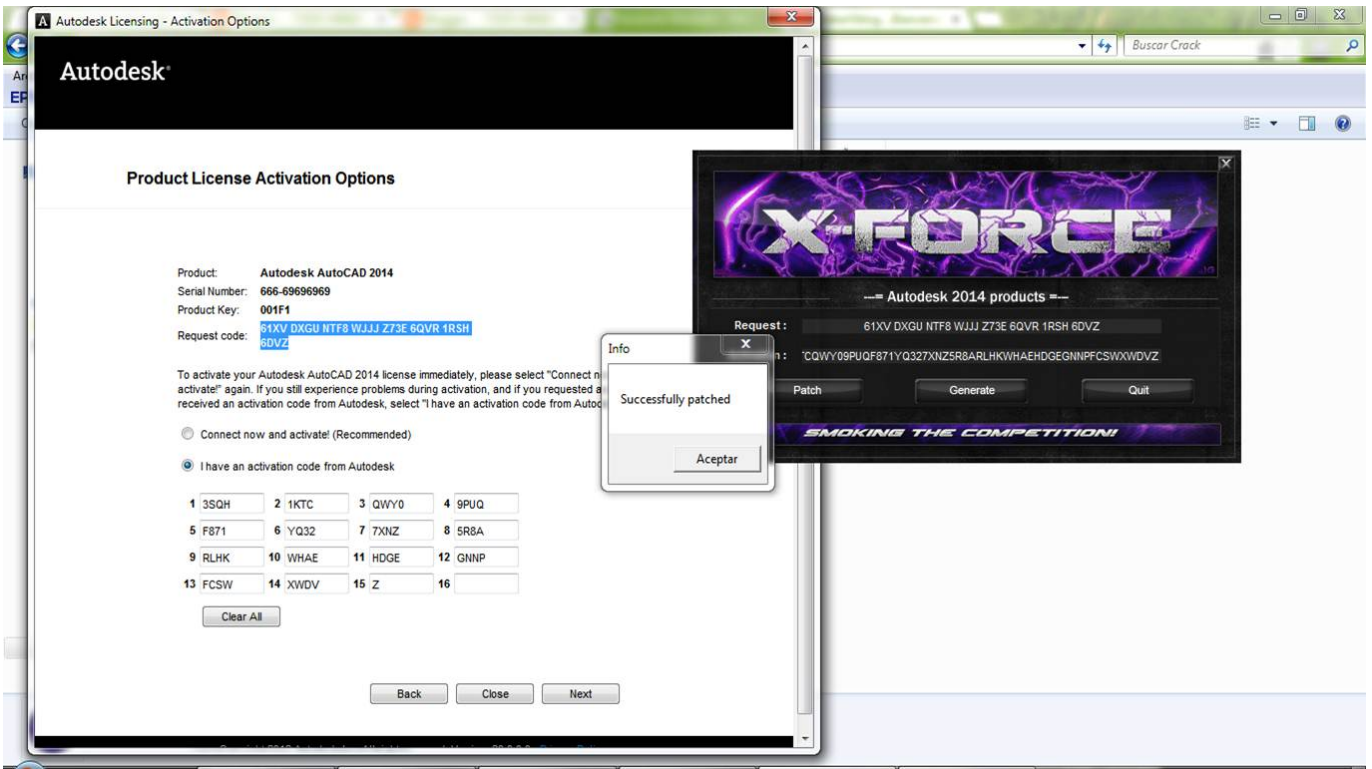 Autodesk Licensing - Activation Options
Buscar Crack
Autodesk
Product License Activation Options
Product: Autodesk AutoCAD 2014
Serial Number: 666-69696969
Product Key: 001F1
Request code: 61XV DXGU NTF8 WJJJ Z73E 6QVR 1RSH
6DVZ
To activate your Autodesk AutoCAD 2014 license immediately, please select "Connect
activate!" again. If you still experience problems during activation, and if you requested
received an activation code from Autodesk, select "I have an activation code from
Connect now and activate! (Recommended)
I have an activation code from Autodesk
1 3SQH 2 1KTC 3 QWY0 4 9PUQ
5 F871 6 YQ32 7 7XNZ 8 5R8A
9 RLHK 10 WHAE 11 HDGE 12 GNNP
13 FCSW 14 XWDV 15 Z 16
Clear All
Back Close Next
X-FORCE
---= Autodesk 2014 products =---
Request: 61XV DXGU NTF8 WJJJ Z73E 6QVR 1RSH 6DVZ
CQWY09PUQF871YQ327XNZ5R8ARLHKWHAEHDGEGNNPFCSWXWDVZ
Patch Generate Quit
SMOKING THE COMPETITION!
Info
Successfully patched
Aceptar